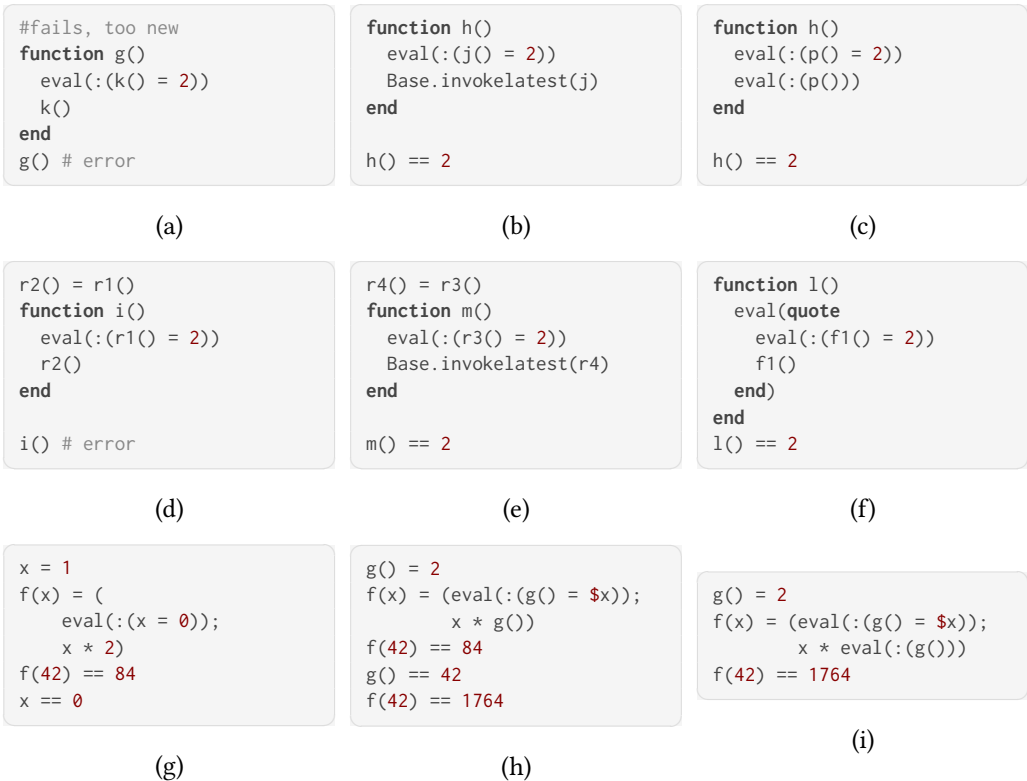 #fails, too new
function g()
  eval(:(k() = 2))
  k()
end
g() # error
(a)
function h()
  eval(:(j() = 2))
  Base.invokelatest(j)
end
h() == 2
(b)
function h()
  eval(:(p() = 2))
  eval(:(p()))
end
h() == 2
(c)
r2() = r1()
function i()
  eval(:(r1() = 2))
  r2()
end
i() # error
(d)
r4() = r3()
function m()
  eval(:(r3() = 2))
  Base.invokelatest(r4)
end
m() == 2
(e)
function l()
  eval(quote
    eval(:(f1() = 2))
    f1()
  end)
end
l() == 2
(f)
x = 1
f(x) = (
    eval(:(x = 0));
    x * 2)
f(42) == 84
x == 0
(g)
g() = 2
f(x) = (eval(:(g() = $x));
        x * g())
f(42) == 84
g() == 42
f(42) == 1764
(h)
g() = 2
f(x) = (eval(:(g() = $x));
        x * eval(:(g()))
f(42) == 1764
(i)